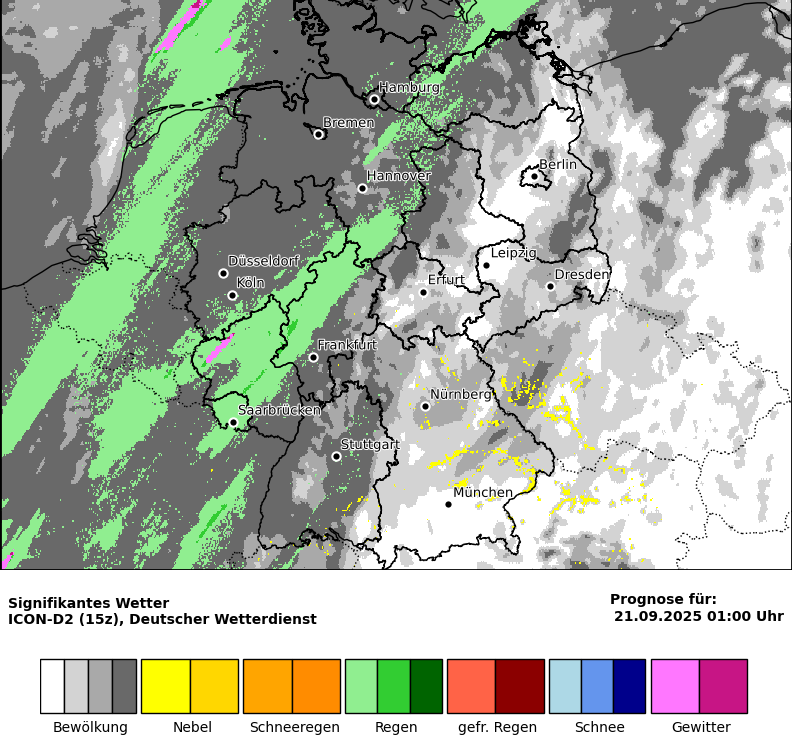 Hamburg
Bremen
Berlin
Hannover
Leipzig
Düsseldorf
Dresden
Köln
Erfurt
Frankfurt
Nürnberg
Saarbrücken
Stuttgart
München
Signifikantes Wetter
ICON-D2 (15z), Deutscher Wetterdienst
Prognose für:
21.09.2025 01:00 Uhr
Bewölkung Nebel Schneeregen Regen gefr. Regen Schnee Gewitter